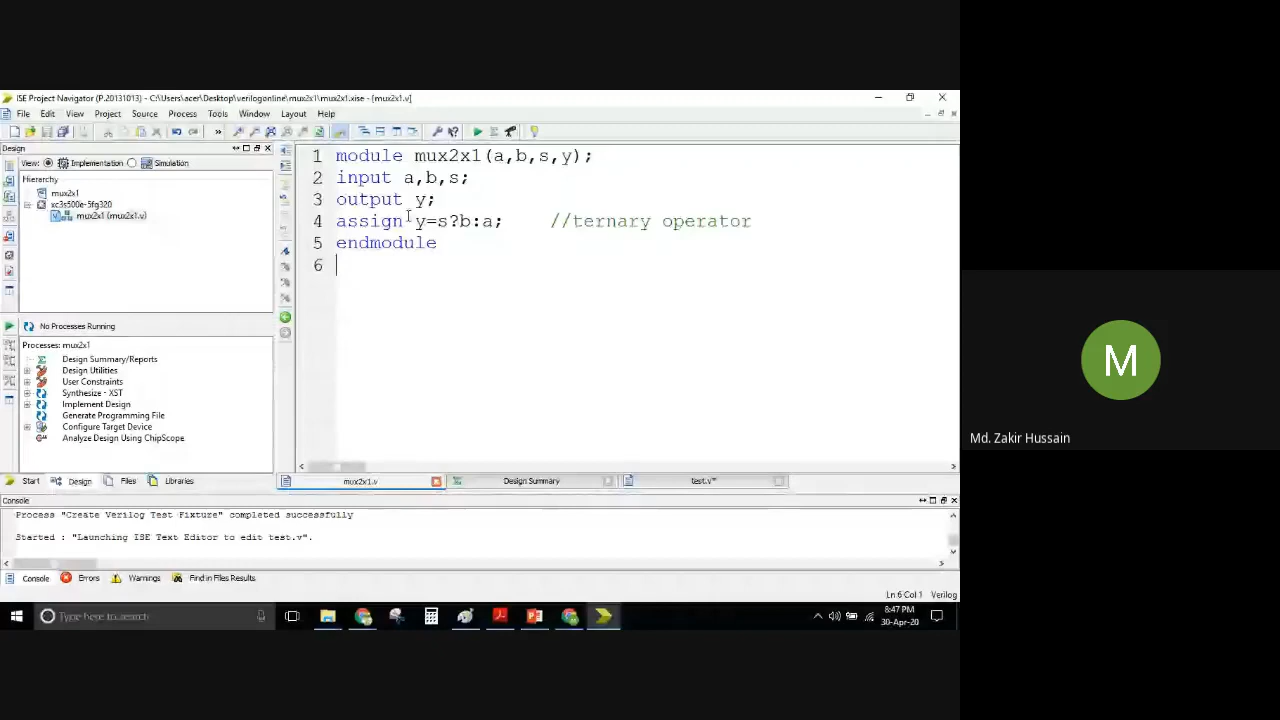 ISE Project Navigator (P.20131013) - C:\Users\acer\Desktop\verilogonline\mux2x1\mux2x1.xise - [mux2x1.v]
File Edit View Project Source Process Tools Window Layout Help
Design
View: Implementation Simulation
Hierarchy
mux2x1
xc3s500e-5fg320
mux2x1 (mux2x1.v)
No Processes Running
Processes: mux2x1
Design Summary/Reports
Design Utilities
User Constraints
Synthesize - XST
Implement Design
Generate Programming File
Configure Target Device
Analyze Design Using ChipScope
Start Design Files Libraries
1 module mux2x1(a,b,s,y);
2 input a,b,s;
3 output y;
4 assign y=s?b:a; //ternary operator
5 endmodule
6
mux2x1.v Design Summary test.v*
Console
Process "Create Verilog Test Fixture" completed successfully
Started : "Launching ISE Text Editor to edit test.v".
Console Errors Warnings Find in Files Results
Ln 6 Col 1 Verilog
Type here to search
8:47 PM
30-Apr-20
M
Md. Zakir Hussain